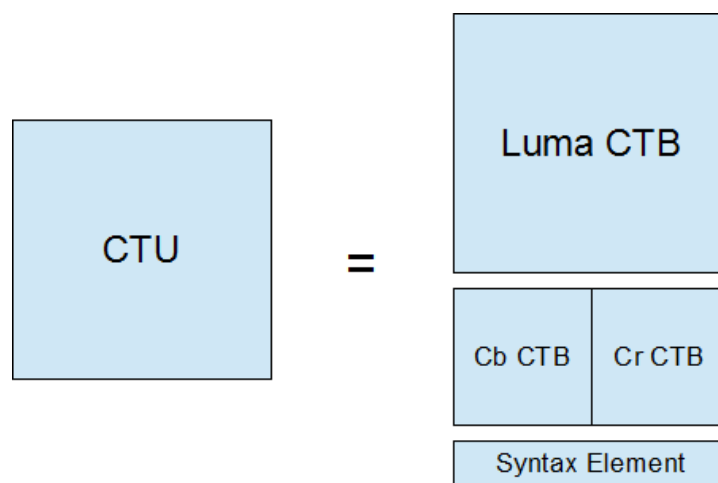 CTU
=
Luma CTB
Cb CTB
Cr CTB
Syntax Element